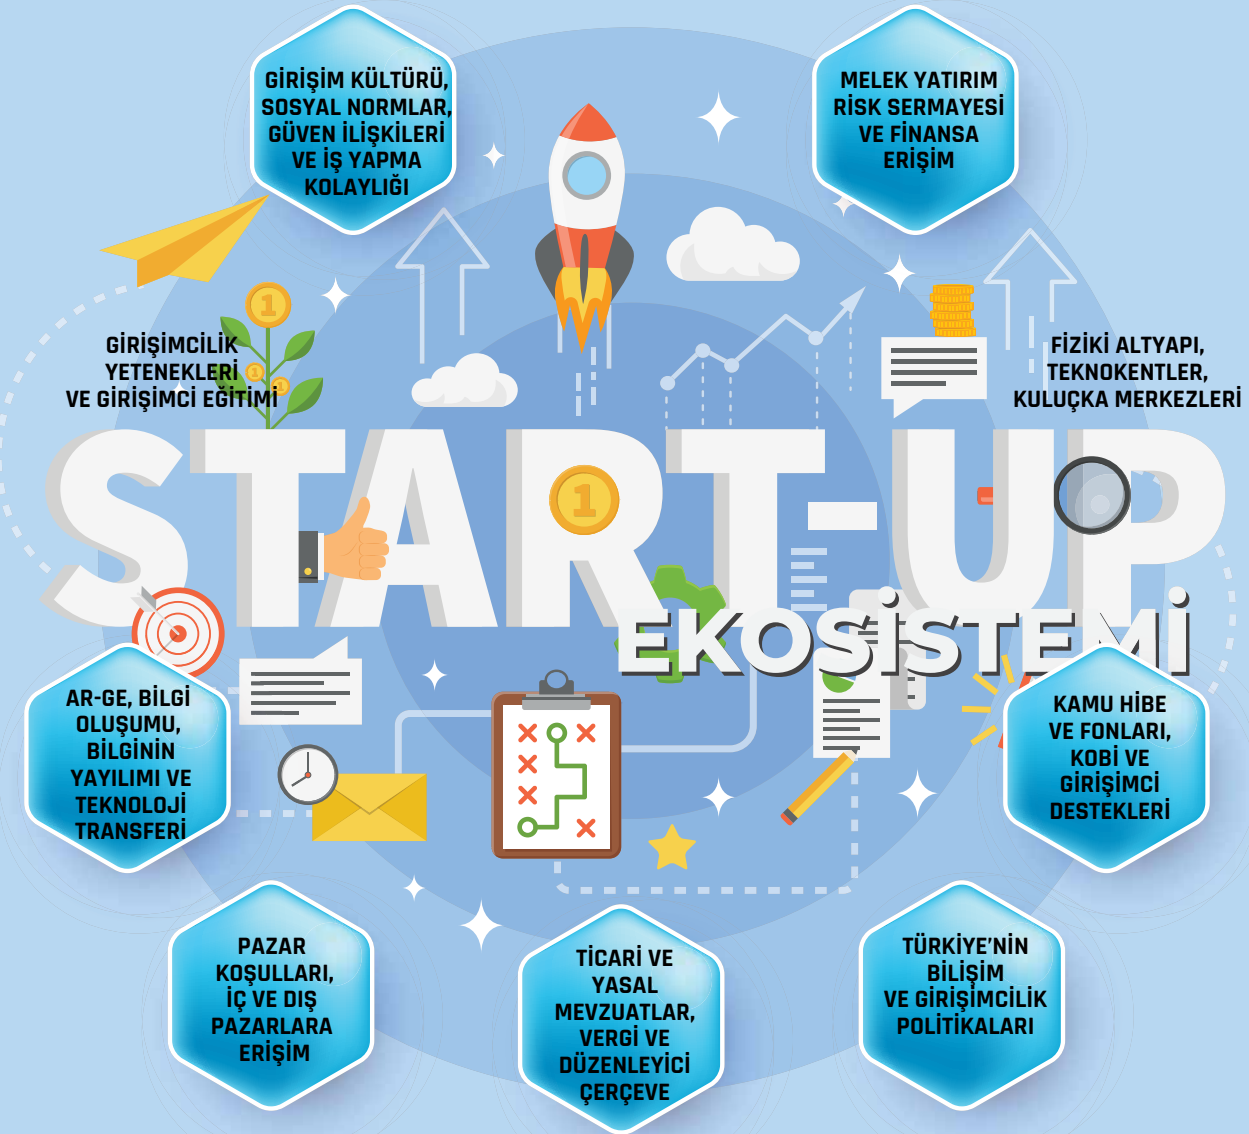 GİRİŞİM KÜLTÜRÜ,
SOSYAL NORMLAR,
GÜVEN İLİŞKİLERİ
VE İŞ YAPMA
KOLAYLIĞI
MELEK YATIRIM
RİSK SERMAYESİ
VE FİNANSA
ERİŞİM
GİRİŞİMCİLİK
YETENEKLERİ
VE GİRİŞİMCİ EĞİTİMİ
1
1
1
FİZİKİ ALTYAPI,
TEKNOKENTLER,
KULUÇKA MERKEZLERİ
START-UP
1
EKOSİSTEMİ
AR-GE, BİLGİ
OLUŞUMU,
BİLGİNİN
YAYILIMI VE
TEKNOLOJİ
TRANSFERİ
KAMU HİBE
VE FONLARI,
KOBİ VE
GİRİŞİMCİ
DESTEKLERİ
PAZAR
KOŞULLARI,
İÇ VE DIŞ
PAZARLARA
ERİŞİM
TİCARİ VE
YASAL
MEVZUATLAR,
VERGİ VE
DÜZENLEYİCİ
ÇERÇEVE
TÜRKİYE’NİN
BİLİŞİM
VE GİRİŞİMCİLİK
POLİTİKALARI